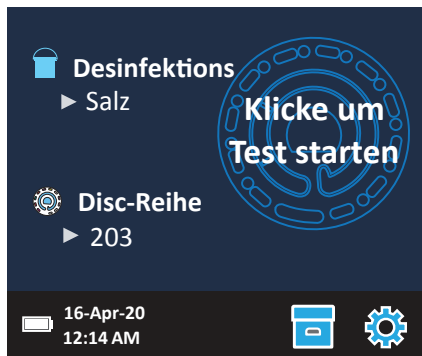 Desinfektions
▶ Salz
Klicke um
Test starten
Disc-Reihe
▶ 203
16-Apr-20
12:14 AM